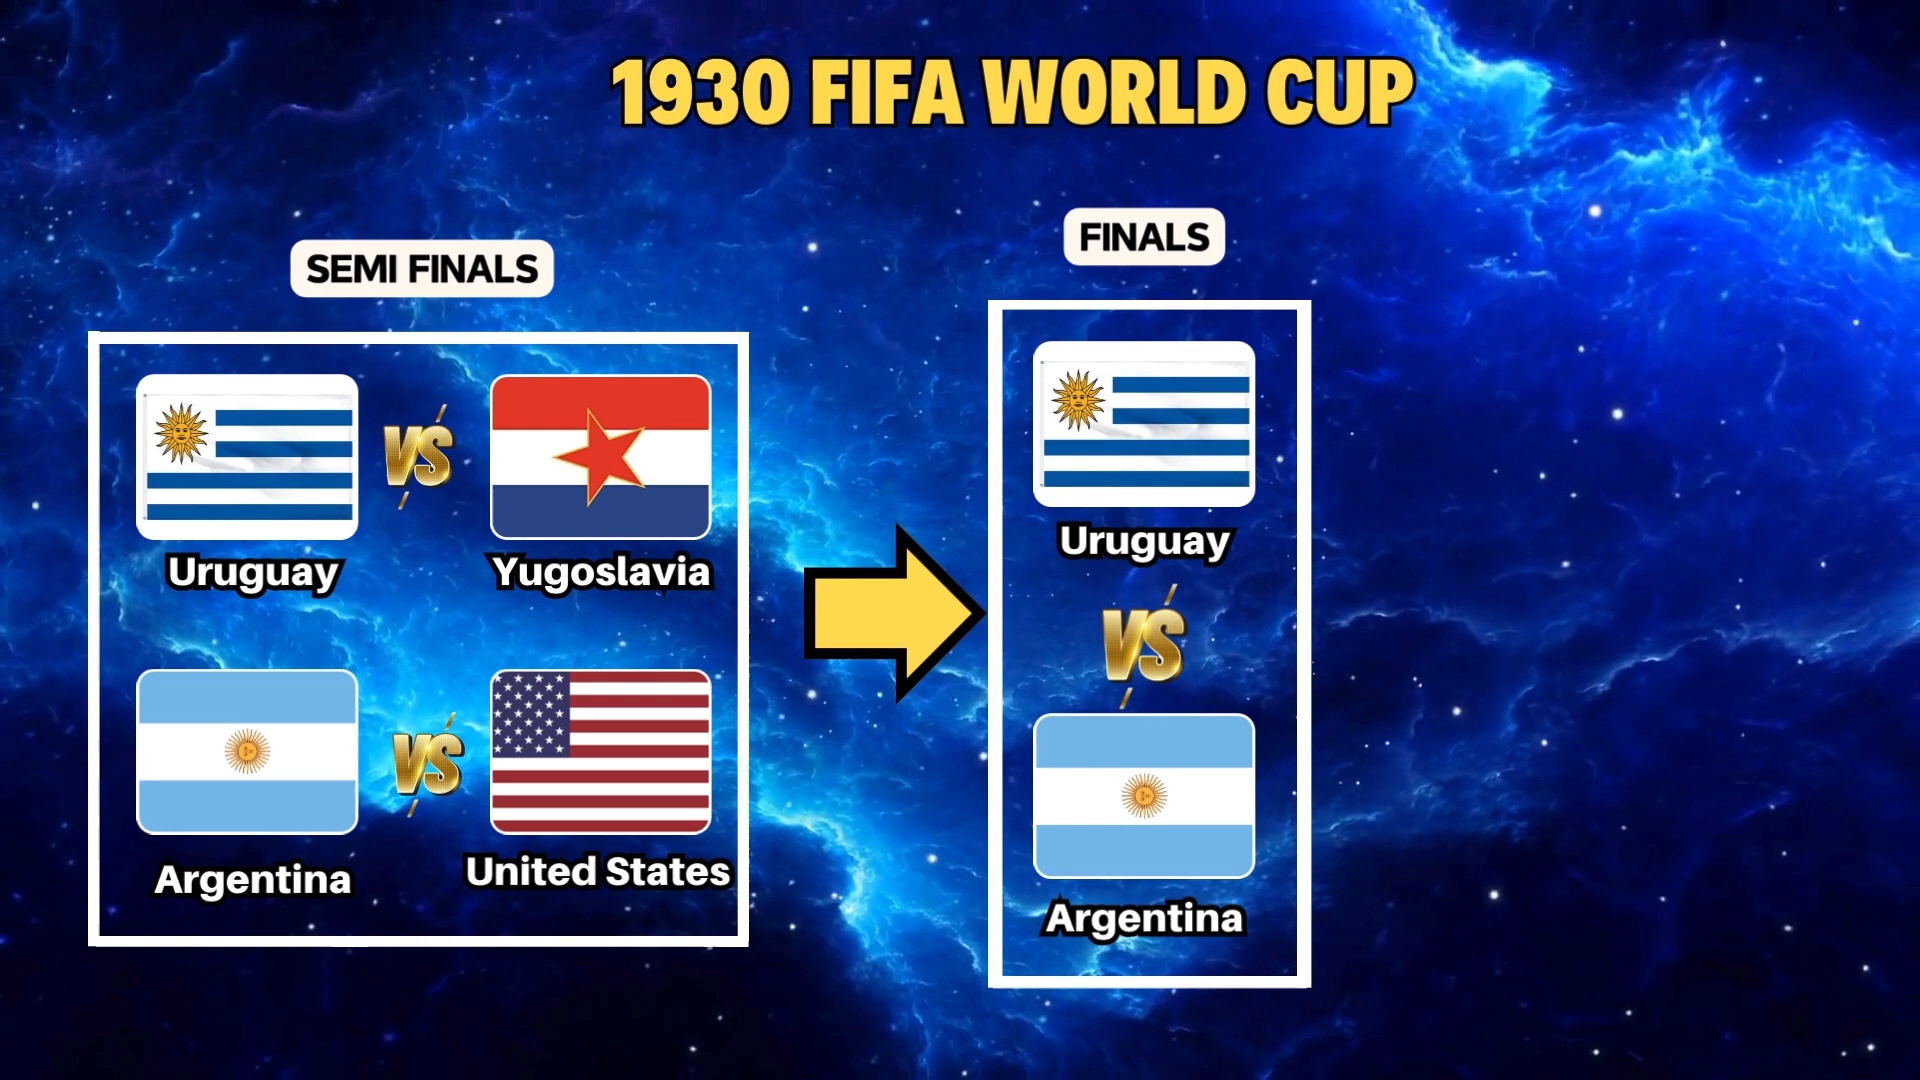 1930 FIFA WORLD CUP
SEMI FINALS
FINALS
VS
Uruguay
Yugoslavia
VS
Argentina
United States
Uruguay
VS
Argentina